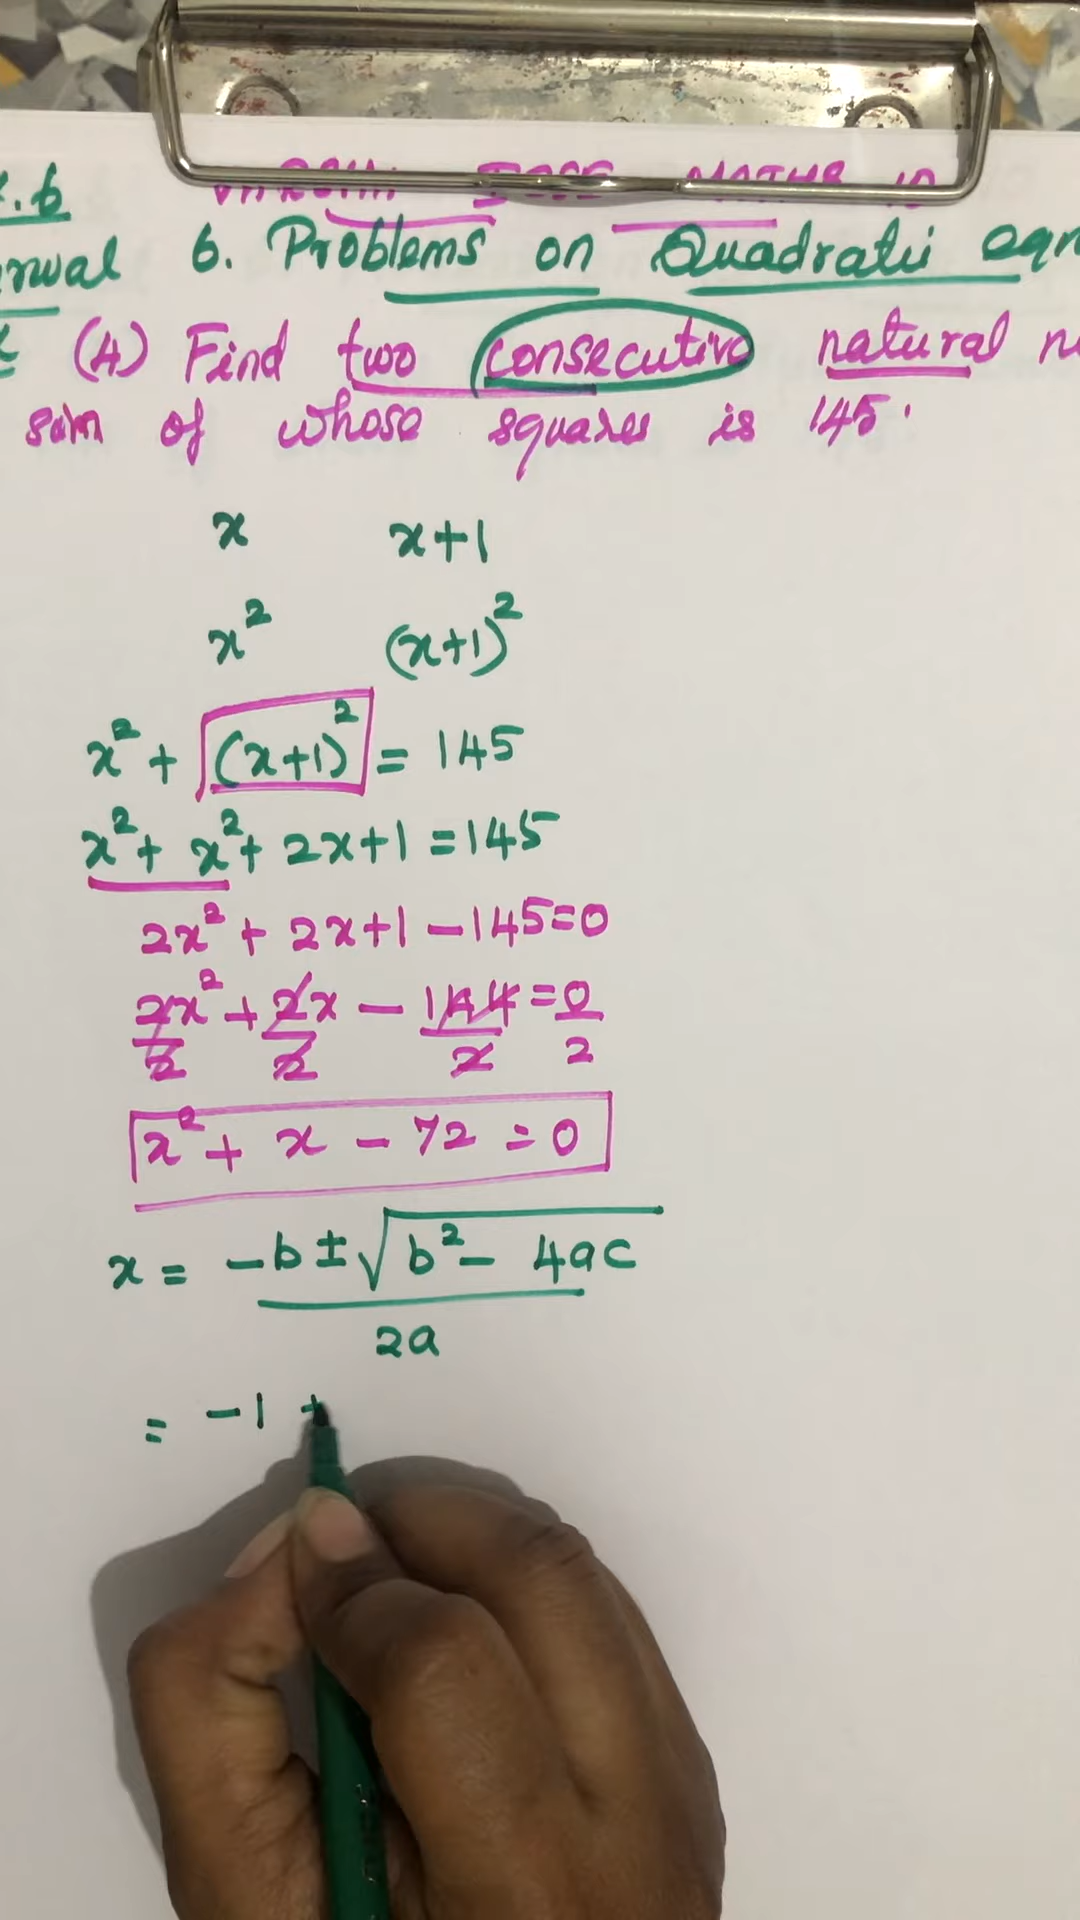 6. Problems on Quadratic eqn
(4) Find two consecutive natural
sum of whose squares is 145.
x x+1
x² (x+1)²
x² + (x+1)² = 145
x² + x² + 2x+1 = 145
2x² + 2x+1 - 145=0
2x²/2 + 2x/2 - 144/2 = 0/2
x² + x - 72 = 0
x = -b ± √(b² - 4ac) / 2a
= -1 +